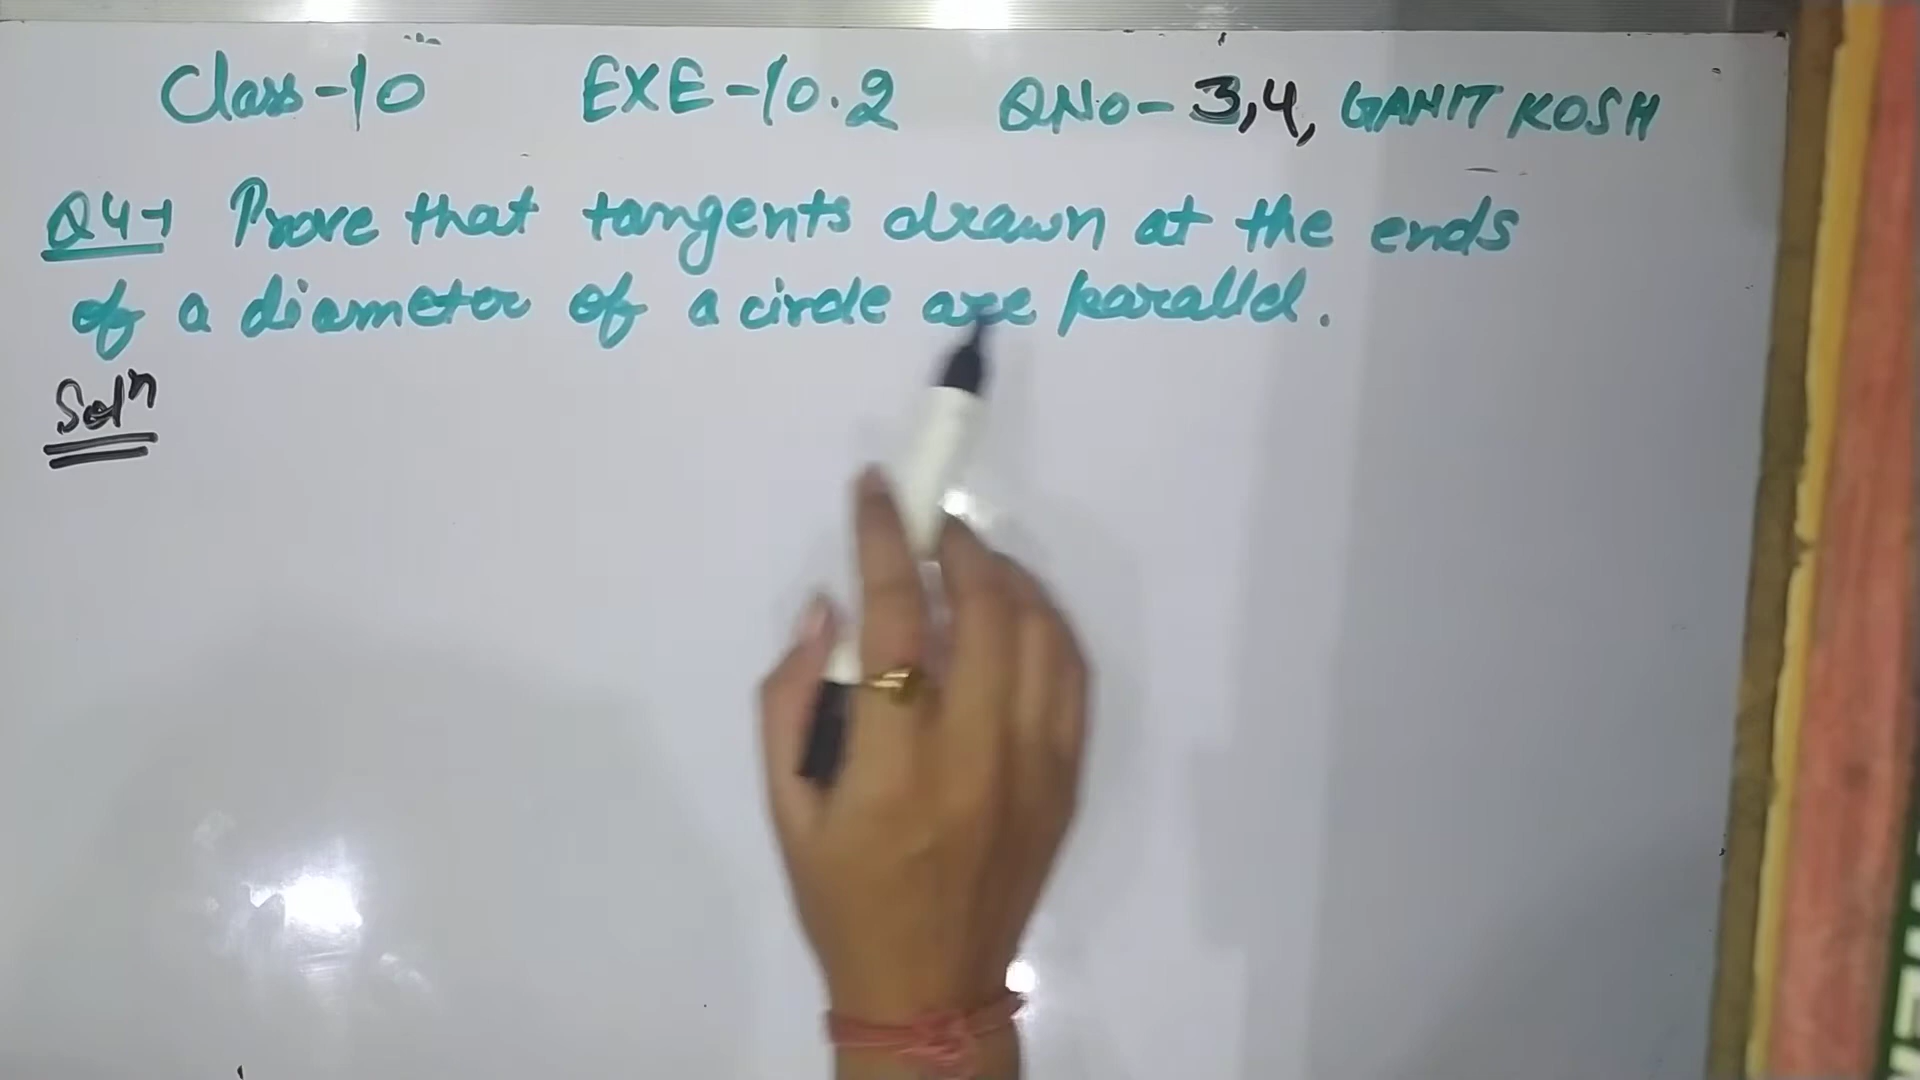 Class-10 EXE-10.2 QNo- 3,4, GANIT KOSH
Q4→ Prove that tangents drawn at the ends
of a diameter of a circle are parallel.
Solⁿ